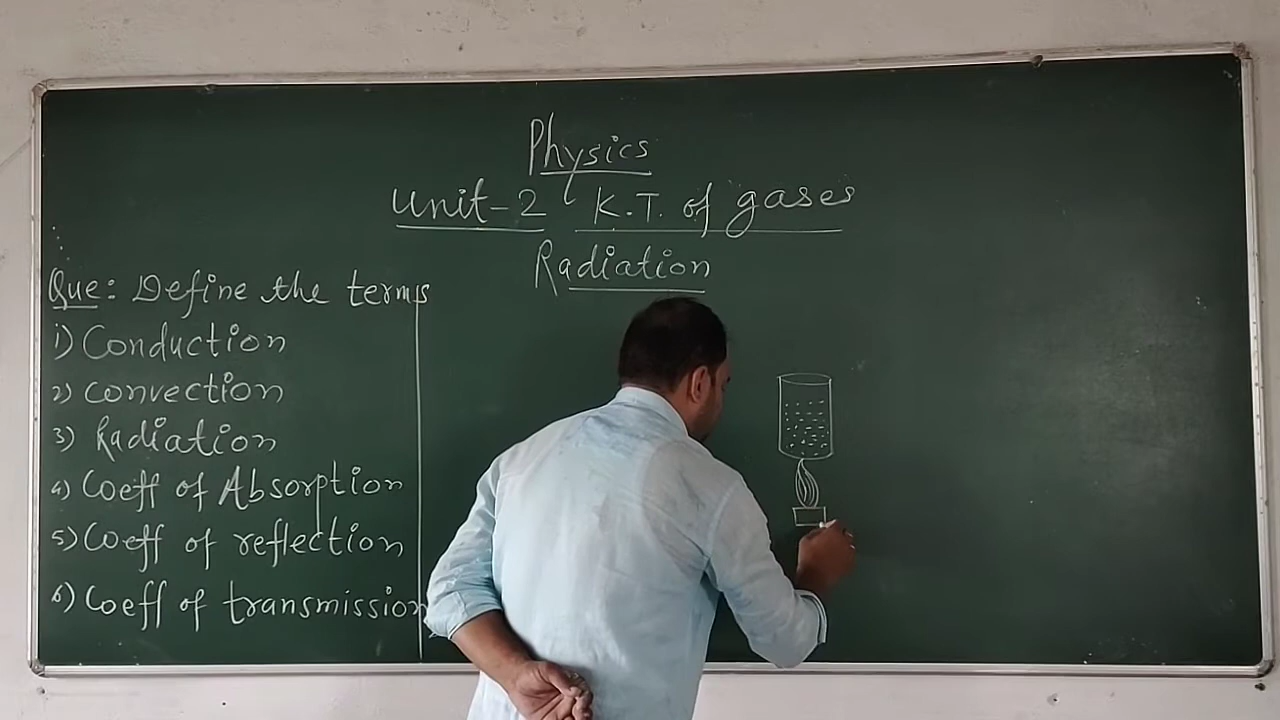 Physics
Unit-2 K.T. of gases
Radiation
Que: Define the terms
1) Conduction
2) Convection
3) Radiation
4) Coeff of Absorption
5) Coeff of reflection
6) Coeff of transmission